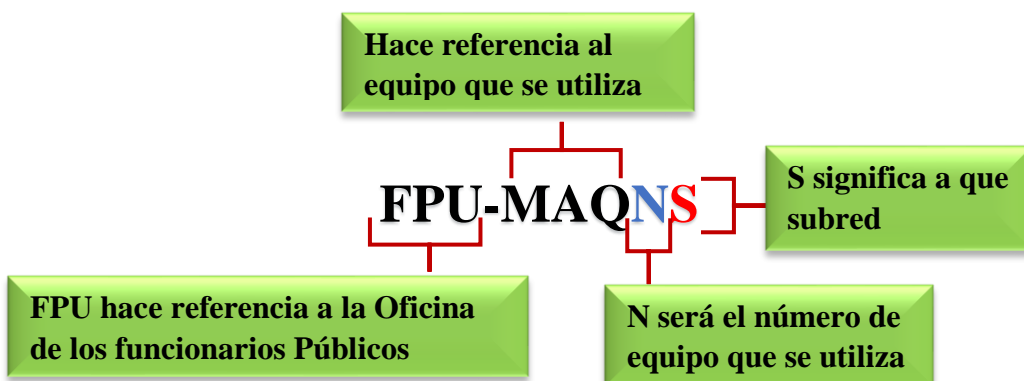 Hace referencia al
equipo que se utiliza
FPU-MAQNS
S significa a que
subred
FPU hace referencia a la Oficina
de los funcionarios Públicos
N será el número de
equipo que se utiliza